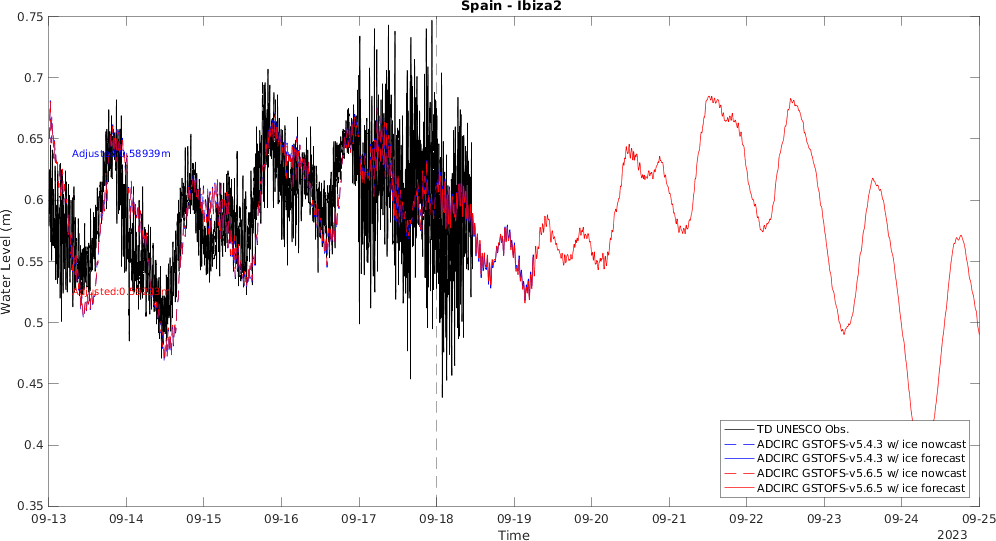 Spain - Ibiza2
0.75
0.7
0.65
0.6
0.55
0.5
0.45
0.4
0.35
Water Level (m)
09-13
09-14
09-15
09-16
09-17
09-18
09-19
09-20
09-21
09-22
09-23
09-24
09-25
Time
2023
TD UNESCO Obs.
ADCIRC GSTOFS-v5.4.3 w/ ice nowcast
ADCIRC GSTOFS-v5.4.3 w/ ice forecast
ADCIRC GSTOFS-v5.6.5 w/ ice nowcast
ADCIRC GSTOFS-v5.6.5 w/ ice forecast